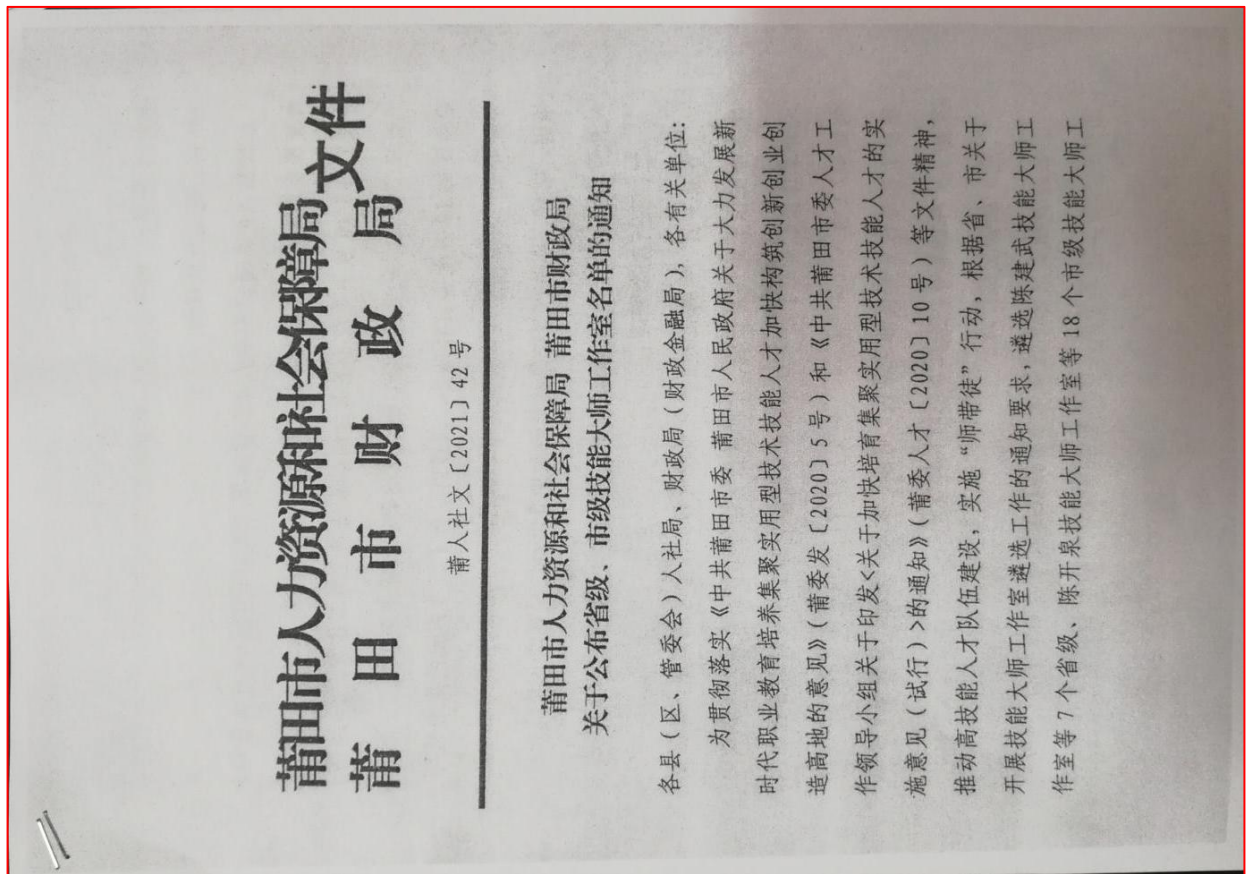 莆田市人力资源和社会保障局
莆田市财政局
文件
莆人社文〔2021〕42号
莆田市人力资源和社会保障局 莆田市财政局
关于公布省级、市级技能大师工作室名单的通知
各县（区、管委会）人社局、财政局（财政金融局），各有关单位：
为贯彻落实《中共莆田市委 莆田市人民政府关于大力发展新
时代职业教育培养集聚实用型技术技能人才加快构筑创新创业创
造高地的意见》（莆委发〔2020〕5号）和《中共莆田市委人才工
作领导小组关于印发<关于加快培育集聚实用型技术技能人才的实
施意见（试行）>的通知》（莆委人才〔2020〕10号）等文件精神，
推动高技能人才队伍建设，实施“师带徒”行动，根据省、市关于
开展技能大师工作室遴选工作的通知要求，遴选陈建武技能大师工
作室等7个省级、陈开泉技能大师工作室等18个市级技能大师工